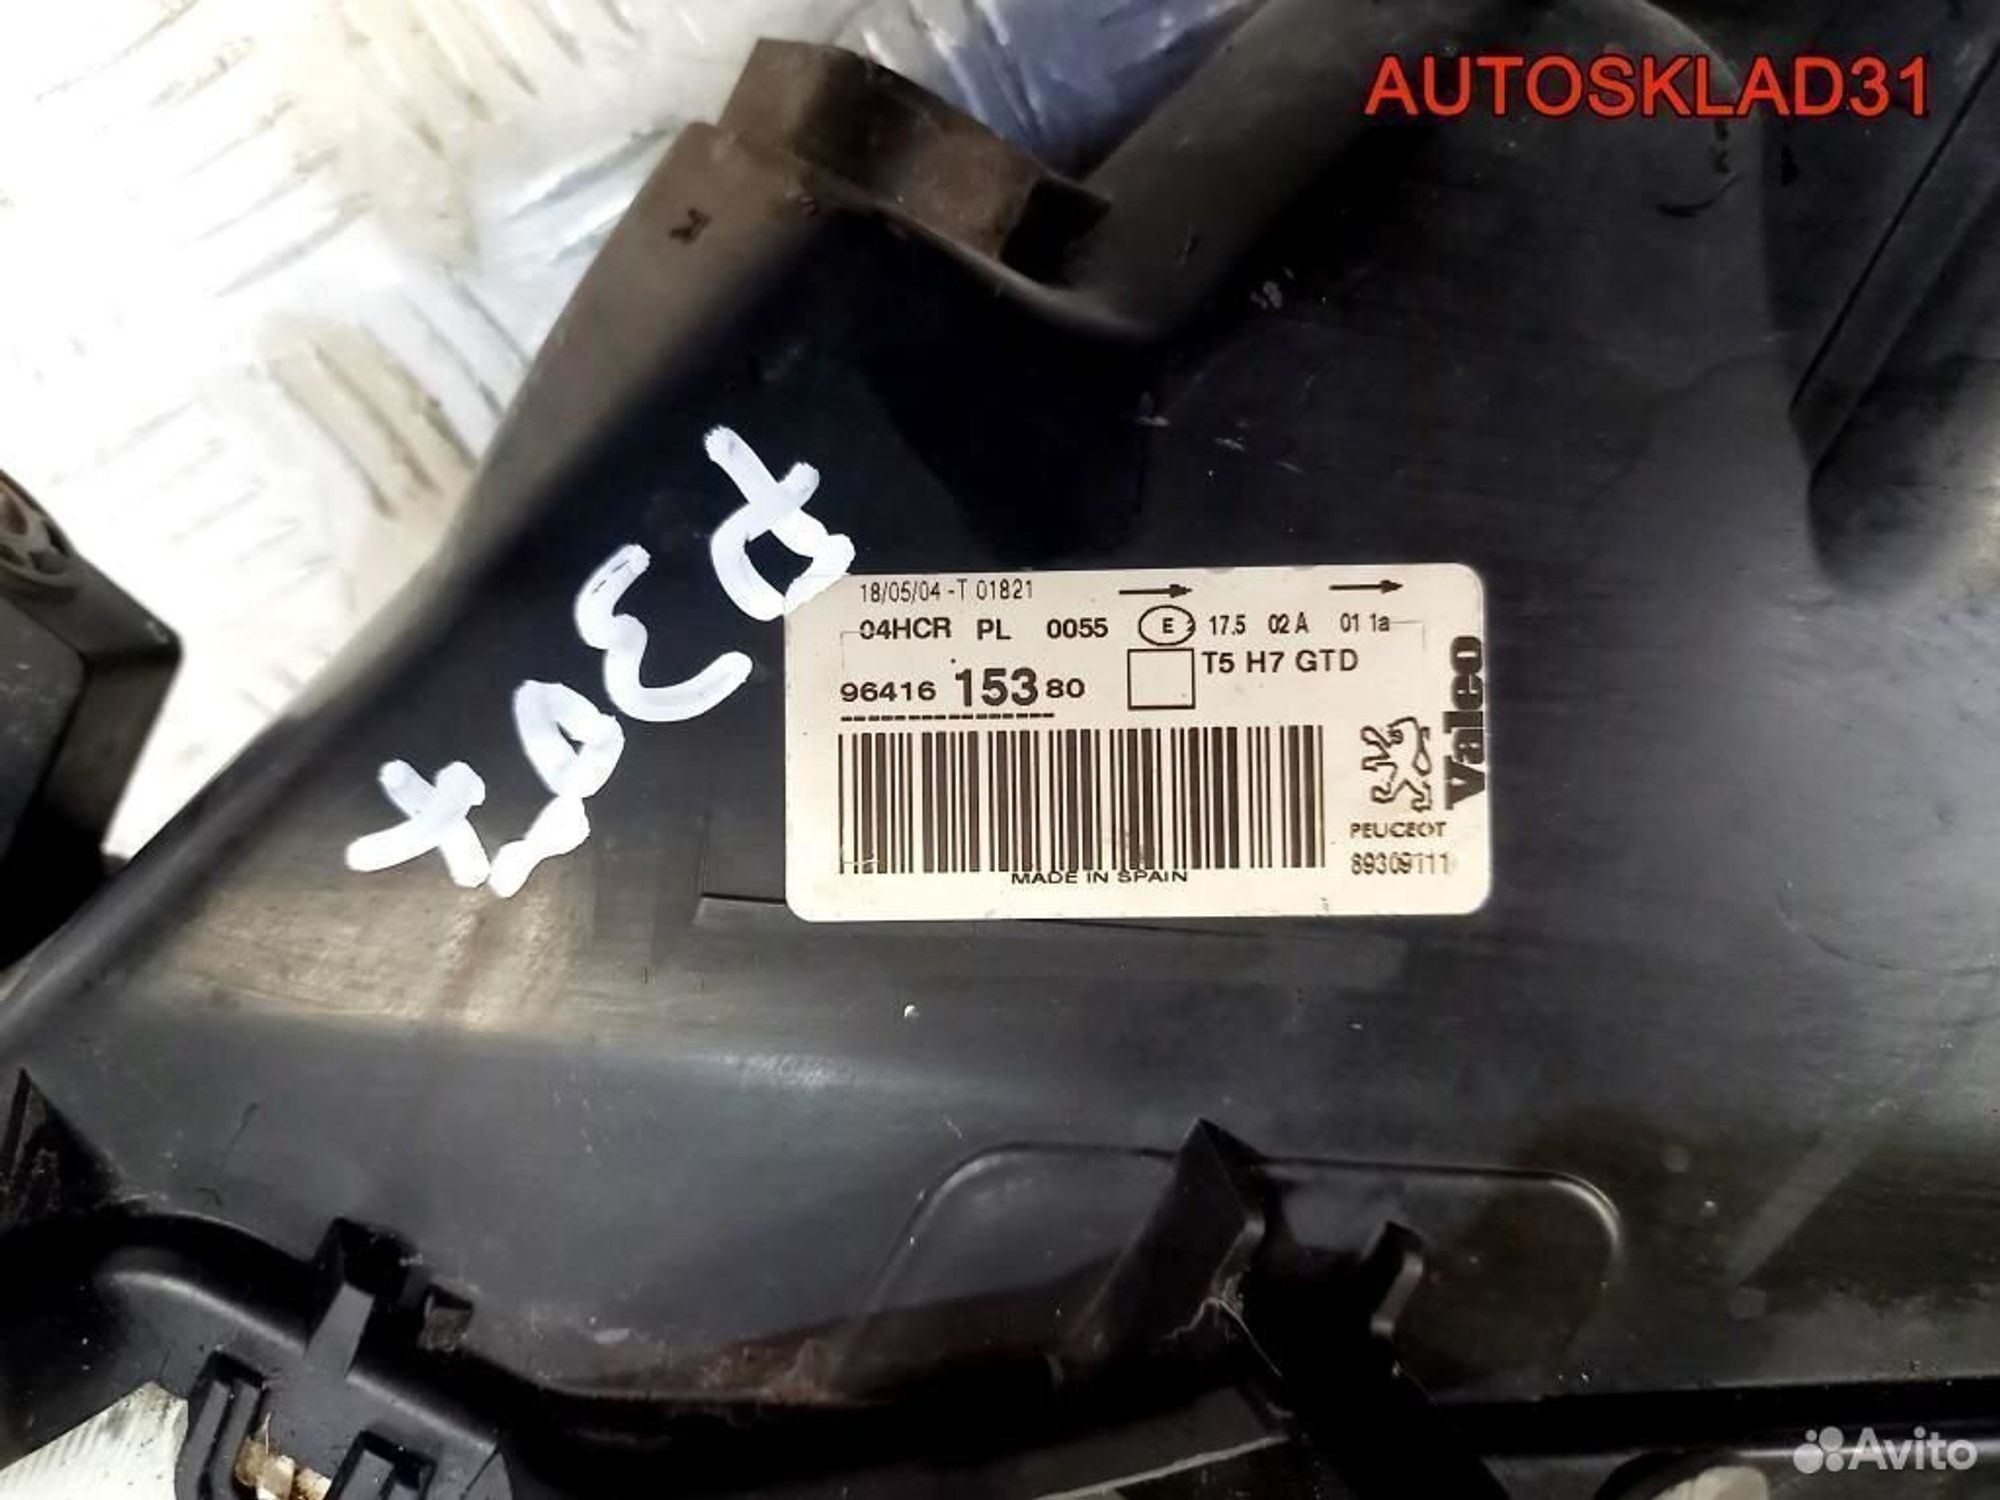 AUTOSKLAD31
18/05/04 -T 01821
04HCR PL 0055 E 17.5 02 A 01 1a
96416 153 80 T5 H7 GTD
Valeo
PEUGEOT
MADE IN SPAIN
Avito